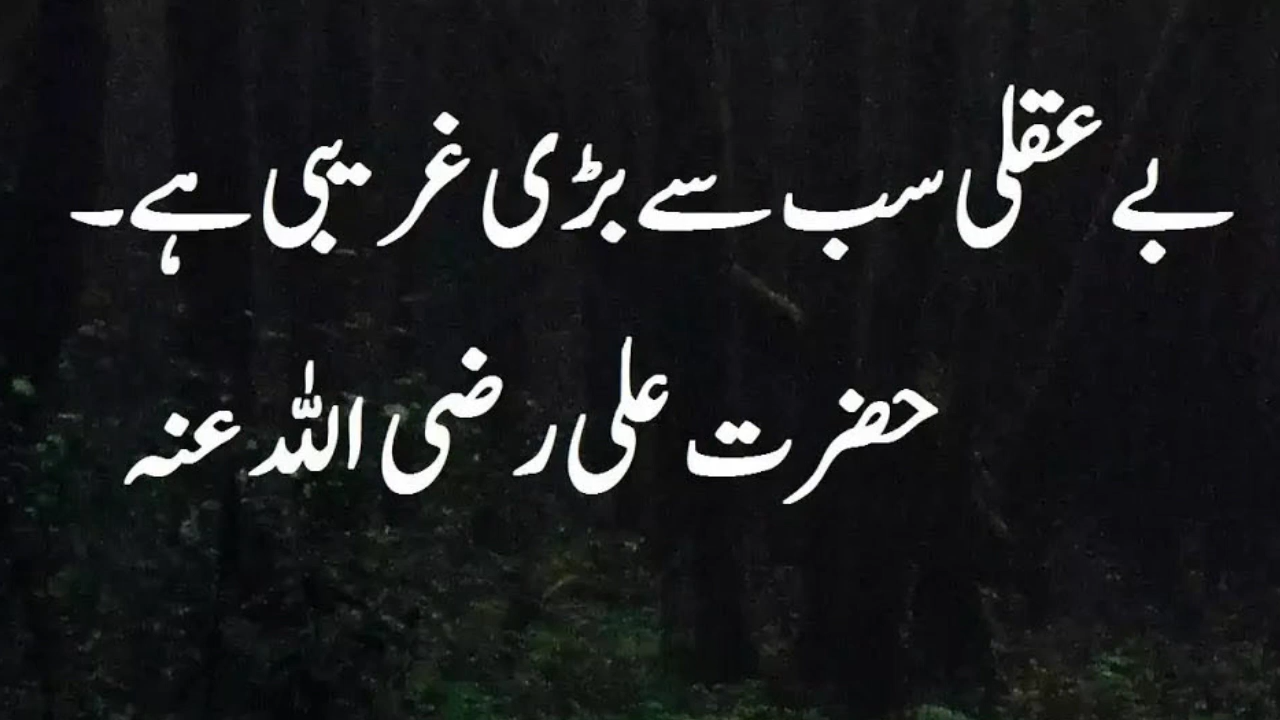 بے عقلی سب سے بڑی غریبی ہے۔
حضرت علی رضی اللہ عنہ